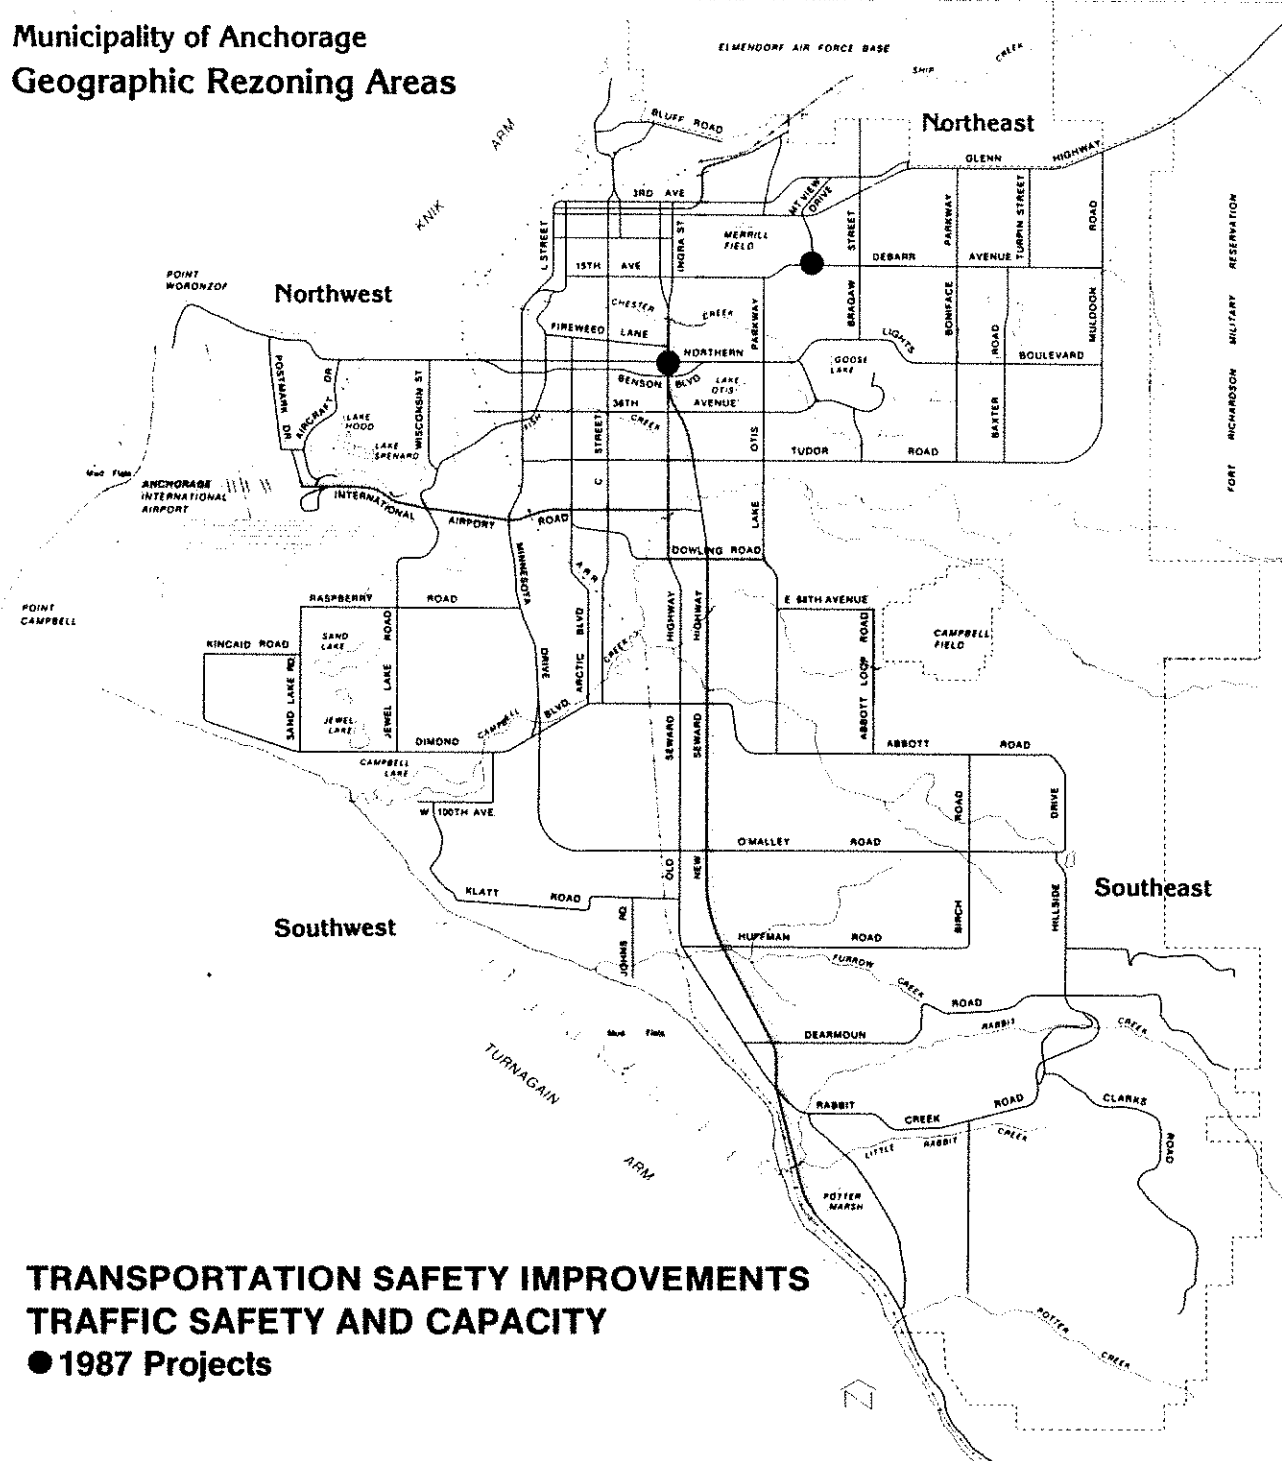 Municipality of Anchorage
Geographic Rezoning Areas
ELMENDORF AIR FORCE BASE
SHIP CREEK
KNIK ARM
BLUFF ROAD
Northeast
GLENN HIGHWAY
3RD AVE
MT VIEW DRIVE
L STREET
INGRA ST
MERRILL FIELD
BRAGAW STREET
BONIFACE PARKWAY
TURPIN STREET
MULDOON ROAD
FORT RICHARDSON MILITARY RESERVATION
DEBARR AVENUE
15TH AVE
POINT WORONZOF
Northwest
CHESTER CREEK
FIREWEED LANE
NORTHERN LIGHTS BOULEVARD
GOOSE LAKE
BENSON BLVD
LAKE OTIS
36TH AVENUE
LAKE OTIS PARKWAY
BAXTER ROAD
POSTMARK DR
AIRCRAFT DR
LAKE HOOD
LAKE SPENARD
WISCONSIN ST
FISH CREEK
C STREET
TUDOR ROAD
Mud Flats
ANCHORAGE
INTERNATIONAL
AIRPORT
INTERNATIONAL AIRPORT ROAD
DOWLING ROAD
MINNESOTA DRIVE
ARR
ARCTIC BLVD
POINT CAMPBELL
RASPBERRY ROAD
KINCAID ROAD
SAND LAKE
SAND LAKE RD
JEWEL LAKE ROAD
JEWEL LAKE
E 68TH AVENUE
ABBOTT LOOP ROAD
CAMPBELL FIELD
CAMPBELL CREEK
DIMOND BLVD
CAMPBELL LAKE
OLD SEWARD HIGHWAY
NEW SEWARD HIGHWAY
ABBOTT ROAD
W 100TH AVE
O'MALLEY ROAD
BIRCH ROAD
HILLSIDE DRIVE
KLATT ROAD
Southwest
Southeast
JOHNS RD
HUFFMAN ROAD
FURROW CREEK
Mud Flats
DEARMOUN ROAD
RABBIT CREEK
TURNAGAIN ARM
RABBIT CREEK ROAD
CLARKS ROAD
LITTLE RABBIT CREEK
POTTER MARSH
POTTER CREEK
TRANSPORTATION SAFETY IMPROVEMENTS
TRAFFIC SAFETY AND CAPACITY
● 1987 Projects